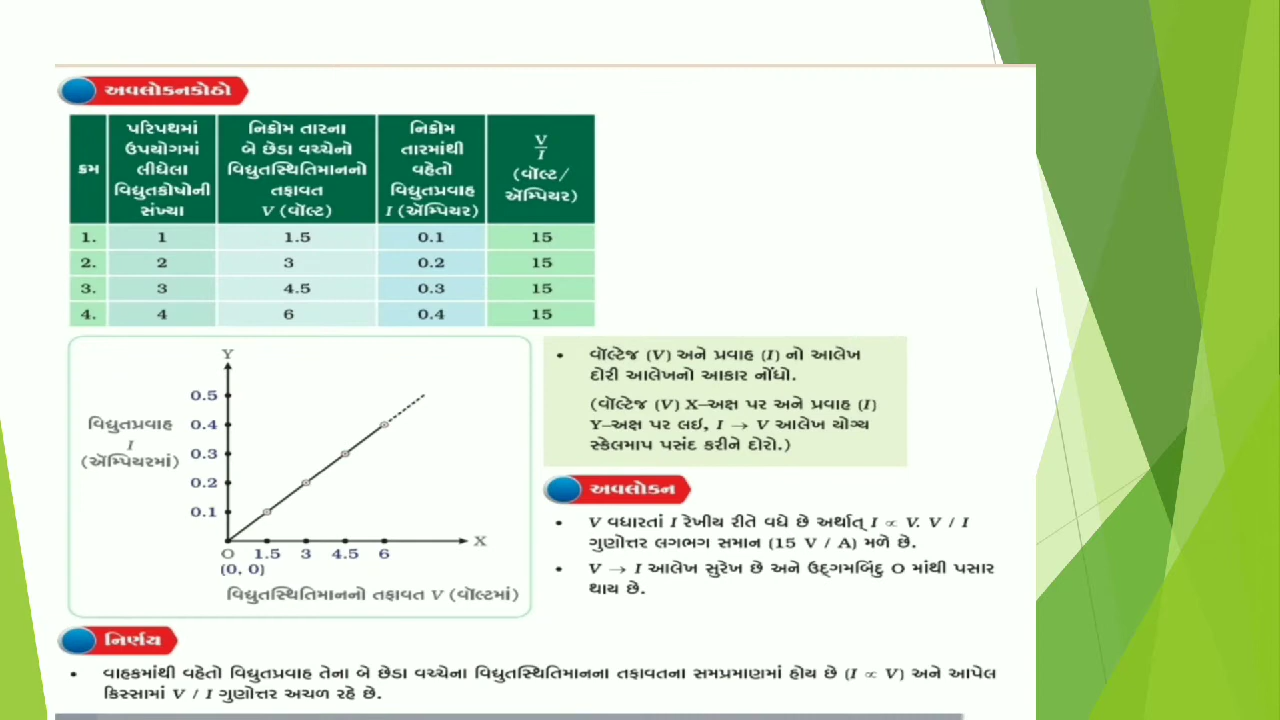 અવલોકનકોઠો
ક્રમ
પરિપથમાં
ઉપયોગમાં
લીધેલા
વિદ્યુતકોષોની
સંખ્યા
નિક્રોમ તારના
બે છેડા વચ્ચેનો
વિદ્યુતસ્થિતિમાનનો
તફાવત
V (વૉલ્ટ)
નિક્રોમ
તારમાંથી
વહેતો
વિદ્યુતપ્રવાહ
I (ઍમ્પિયર)
V
I
(વૉલ્ટ/
ઍમ્પિયર)
1. 1 1.5 0.1 15
2. 2 3 0.2 15
3. 3 4.5 0.3 15
4. 4 6 0.4 15
Y
0.5
0.4
0.3
0.2
0.1
વિદ્યુતપ્રવાહ
I
(ઍમ્પિયરમાં)
O 1.5 3 4.5 6 X
(0, 0)
વિદ્યુતસ્થિતિમાનનો તફાવત V (વૉલ્ટમાં)
• વૉલ્ટેજ (V) અને પ્રવાહ (I) નો આલેખ
દોરી આલેખનો આકાર નોંધો.
(વૉલ્ટેજ (V) X–અક્ષ પર અને પ્રવાહ (I)
Y–અક્ષ પર લઈ, I → V આલેખ યોગ્ય
સ્કેલમાપ પસંદ કરીને દોરો.)
અવલોકન
• V વધારતાં I રેખીય રીતે વધે છે અર્થાત્ I ∝ V. V / I
ગુણોત્તર લગભગ સમાન (15 V / A) મળે છે.
• V → I આલેખ સુરેખ છે અને ઉદ્‌ગમબિંદુ O માંથી પસાર
થાય છે.
નિર્ણય
• વાહકમાંથી વહેતો વિદ્યુતપ્રવાહ તેના બે છેડા વચ્ચેના વિદ્યુતસ્થિતિમાનના તફાવતના સમપ્રમાણમાં હોય છે (I ∝ V) અને આપેલ
કિસ્સામાં V / I ગુણોત્તર અચળ રહે છે.